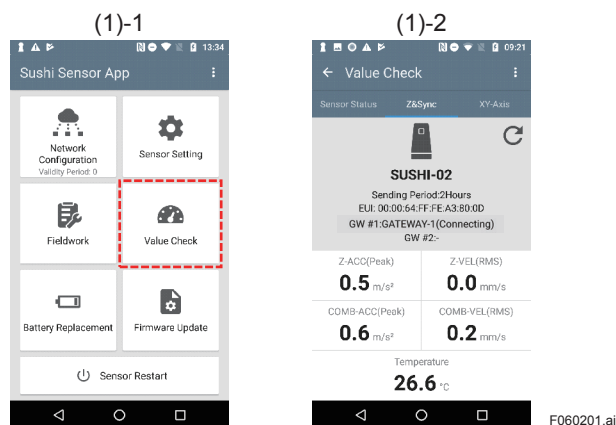 (1)-1
13:34
Sushi Sensor App
Network
Configuration
Validity Period: 0
Sensor Setting
Fieldwork
Value Check
Battery Replacement
Firmware Update
Sensor Restart
(1)-2
09:21
Value Check
Sensor Status
Z&Sync
XY-Axis
SUSHI-02
Sending Period:2Hours
EUI: 00:00:64:FF:FE:A3:80:0D
GW #1:GATEWAY-1(Connecting)
GW #2:-
Z-ACC(Peak)
Z-VEL(RMS)
0.5 m/s²
0.0 mm/s
COMB-ACC(Peak)
COMB-VEL(RMS)
0.6 m/s²
0.2 mm/s
Temperature
26.6 °C
F060201.ai